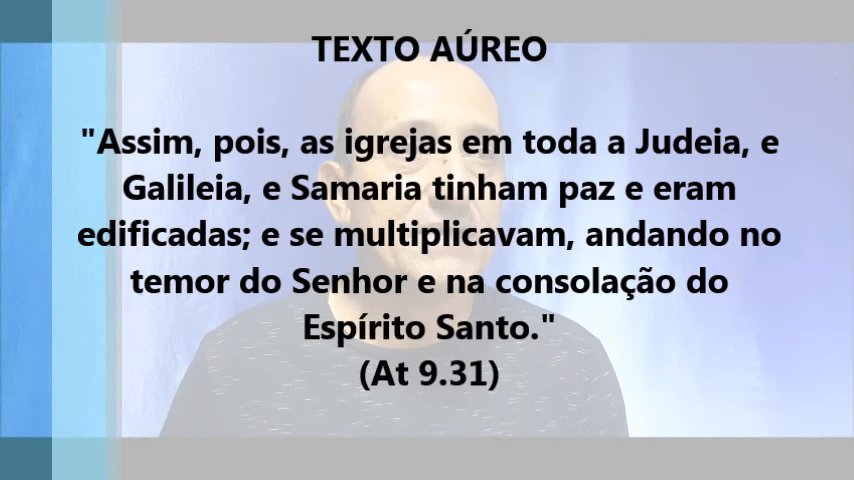 TEXTO AÚREO
"Assim, pois, as igrejas em toda a Judeia, e
Galileia, e Samaria tinham paz e eram
edificadas; e se multiplicavam, andando no
temor do Senhor e na consolação do
Espírito Santo."
(At 9.31)